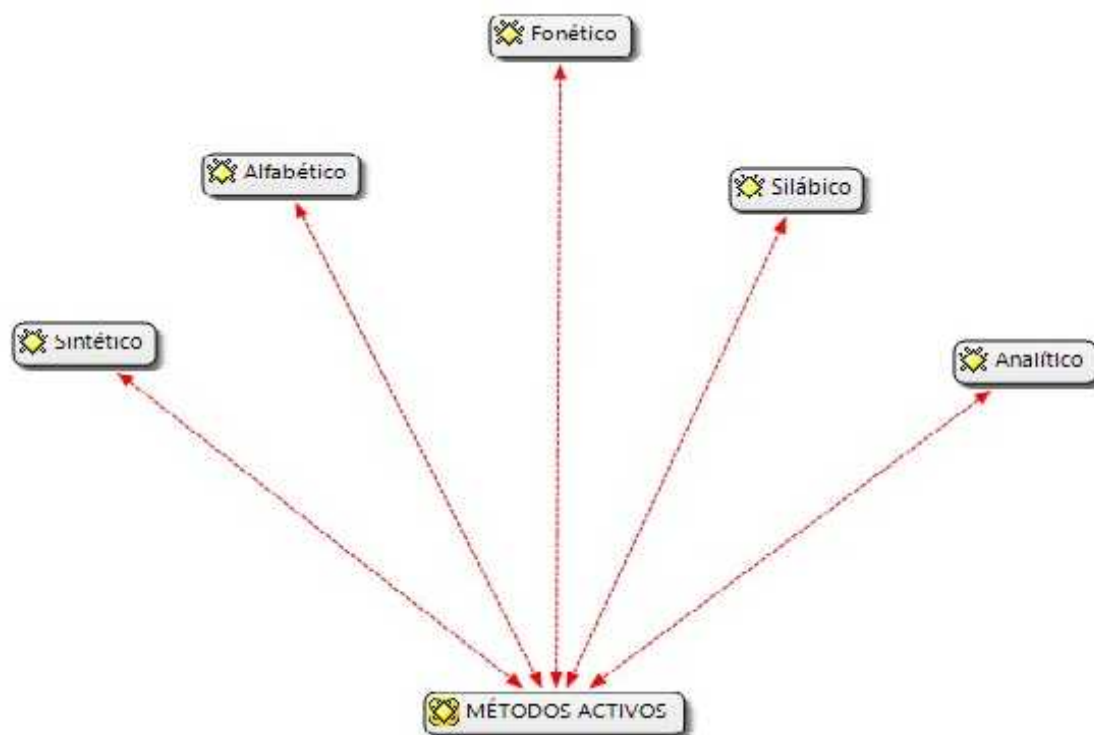 Fonético
Alfabético
Silábico
Sintético
Analítico
MÉTODOS ACTIVOS